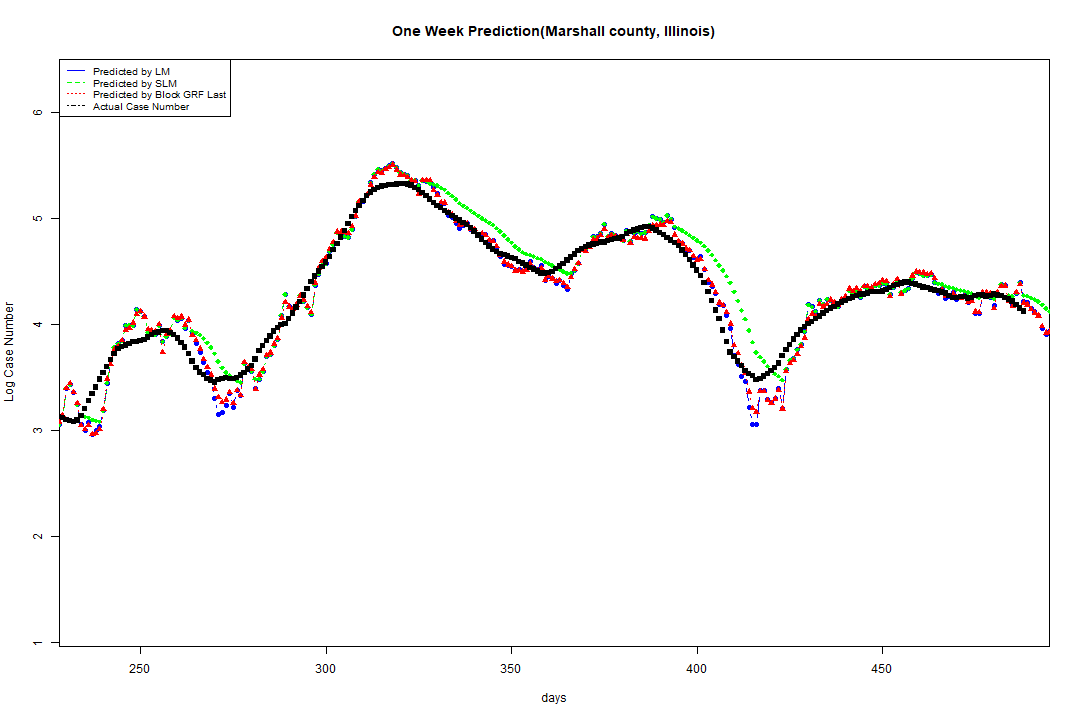 One Week Prediction(Marshall county, Illinois)
Predicted by LM
Predicted by SLM
Predicted by Block GRF Last
Actual Case Number
6
5
4
3
2
1
Log Case Number
250 300 350 400 450
days